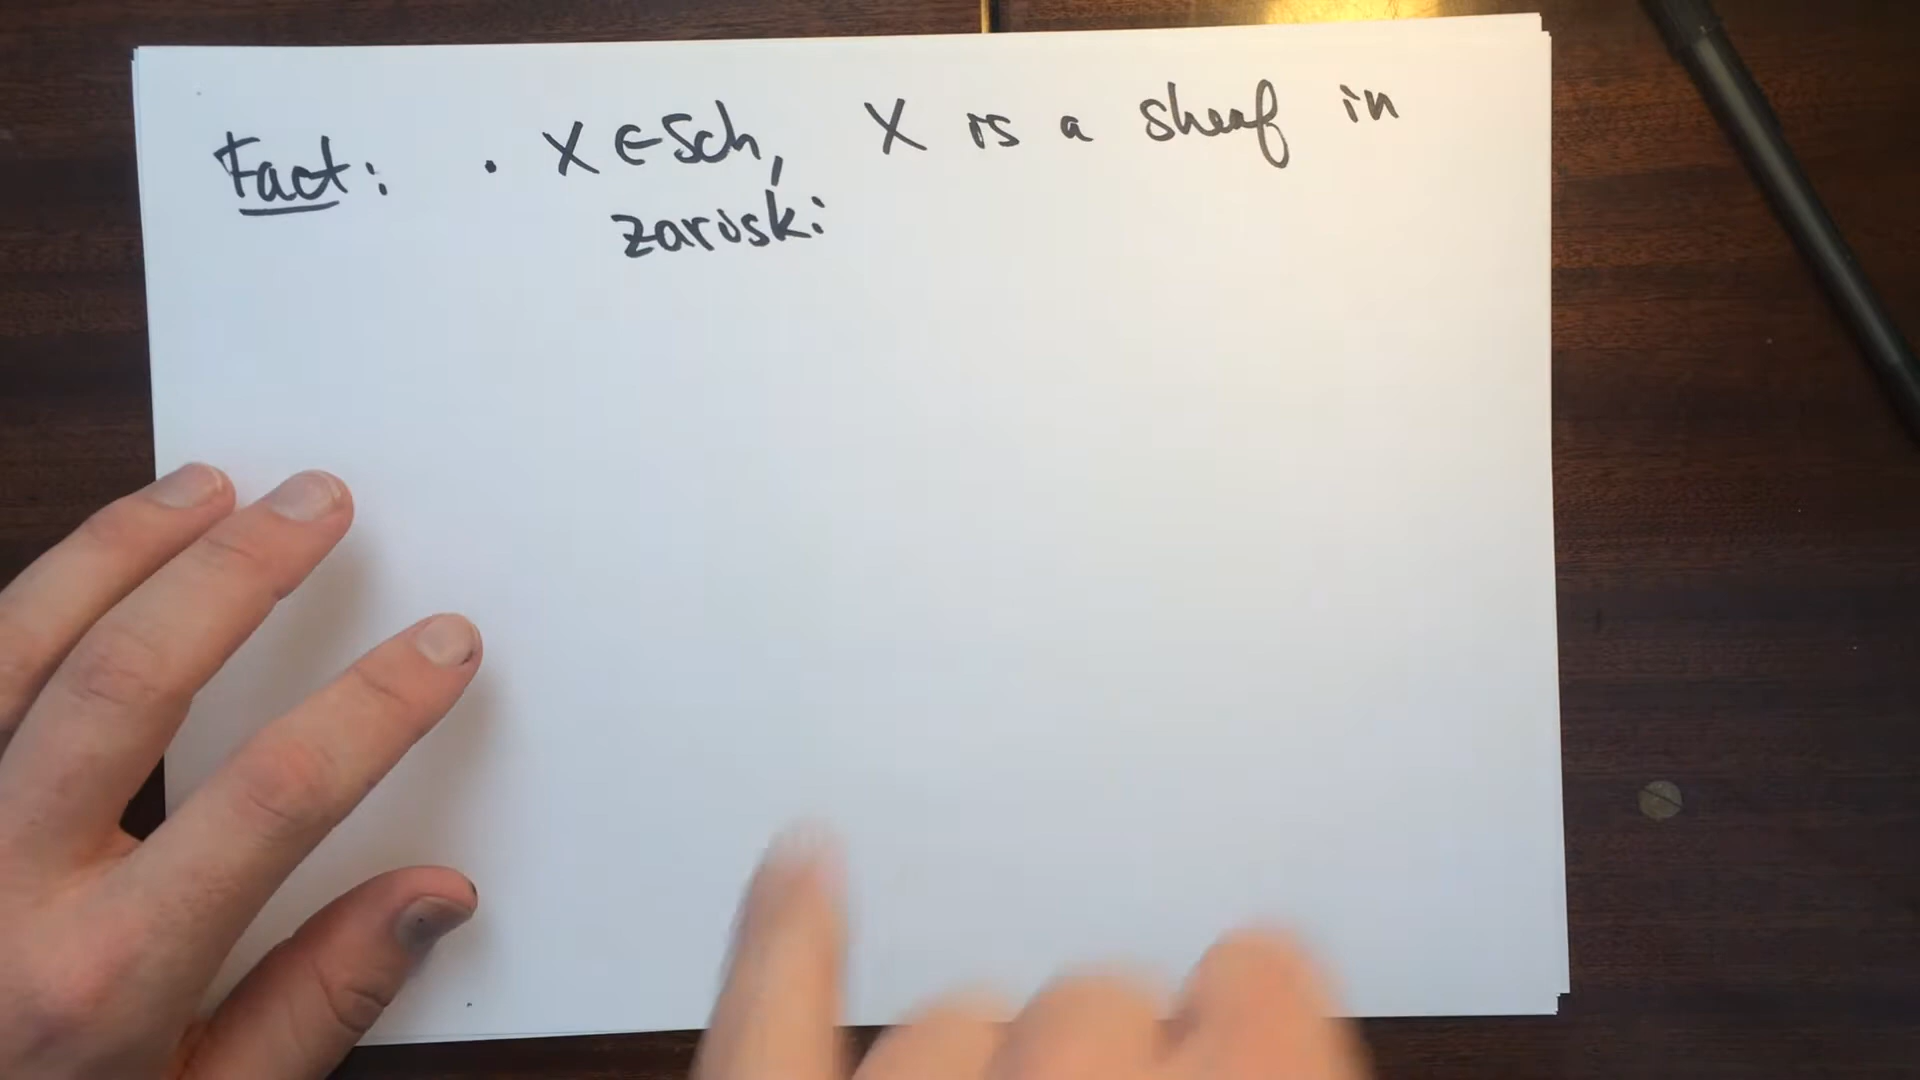 Fact: · X ∈ Sch, X is a sheaf in
zariski